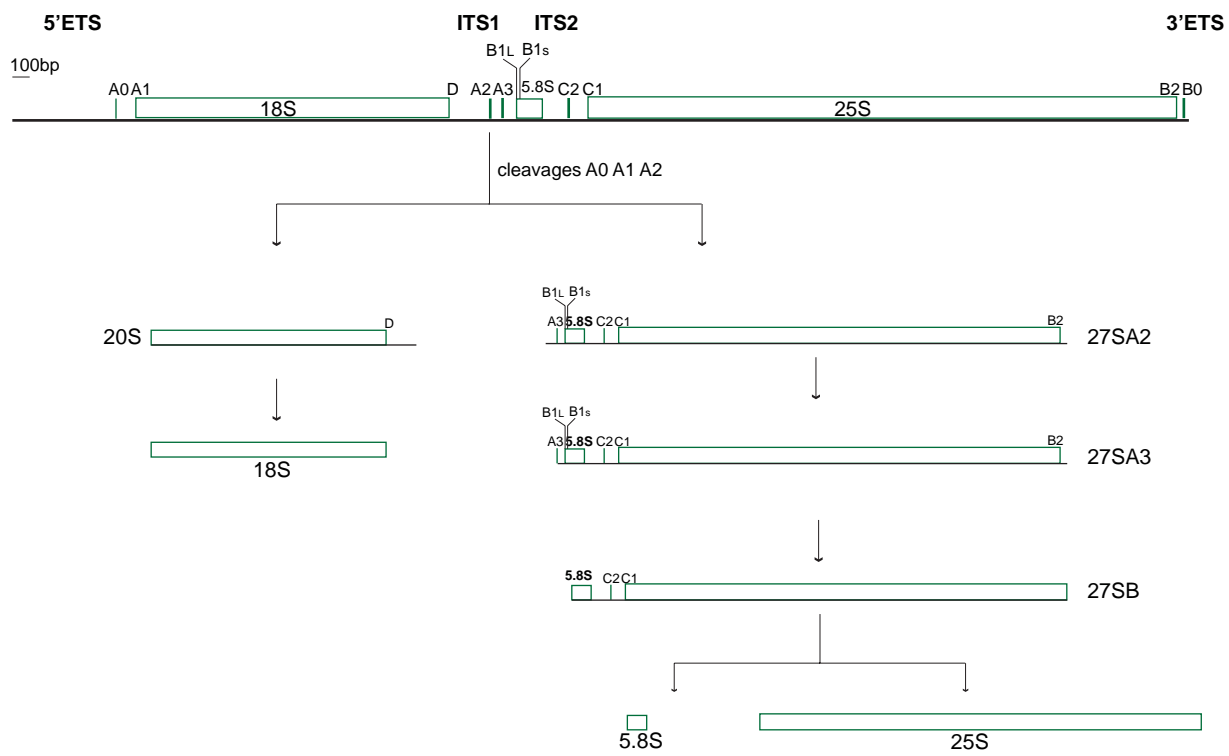 5'ETS ITS1 ITS2 3'ETS
B1L B1s
100bp
A0 A1 D A2 A3 5.8S C2 C1 B2 B0
18S 25S
cleavages A0 A1 A2
B1L B1s
20S D A3 5.8S C2 C1 B2 27SA2
B1L B1s
A3 5.8S C2 C1 B2 27SA3
18S
5.8S C2 C1 27SB
5.8S 25S